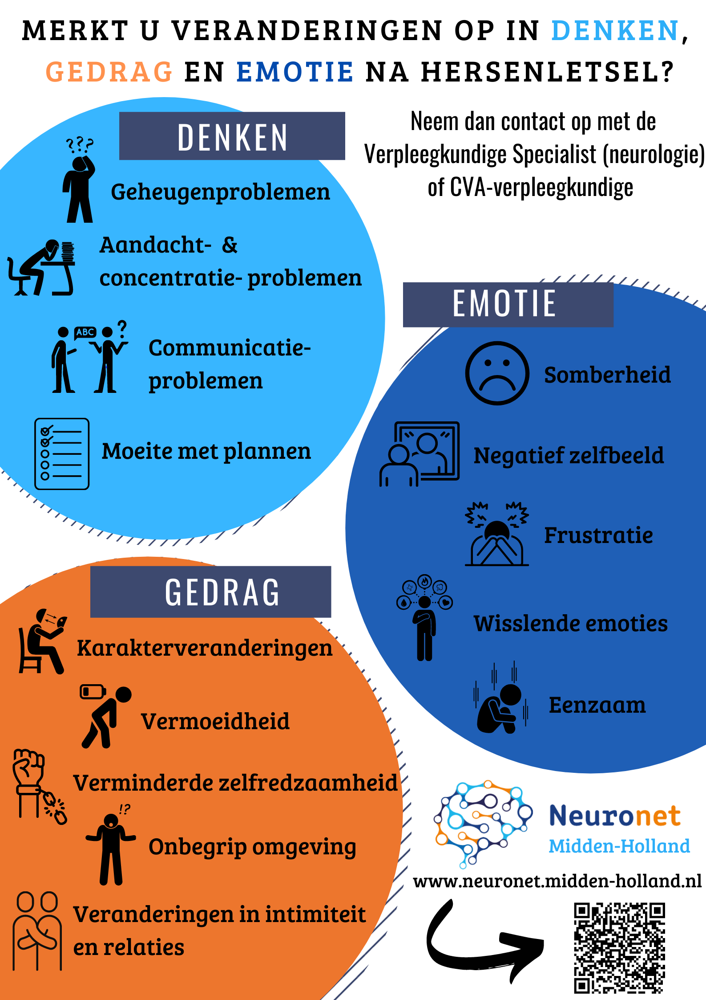 MERKT U VERANDERINGEN OP IN DENKEN,
GEDRAG EN EMOTIE NA HERSENLETSEL?
Neem dan contact op met de
Verpleegkundige Specialist (neurologie)
of CVA-verpleegkundige
DENKEN
???
Geheugenproblemen
Aandacht- &
concentratie- problemen
ABC
?
Communicatie-
problemen
Moeite met plannen
EMOTIE
Somberheid
Negatief zelfbeeld
Frustratie
Wisslende emoties
Eenzaam
GEDRAG
Karakterveranderingen
Vermoeidheid
Verminderde zelfredzaamheid
!?
Onbegrip omgeving
Veranderingen in intimiteit
en relaties
Neuronet
Midden-Holland
www.neuronet.midden-holland.nl